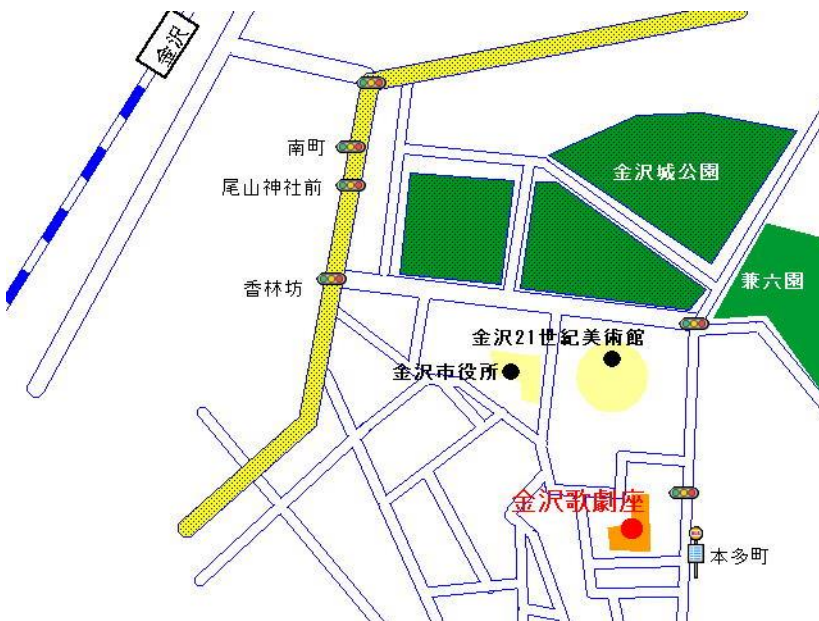 金沢
南町
金沢城公園
尾山神社前
兼六園
香林坊
金沢21世紀美術館
金沢市役所
金沢歌劇座
本多町